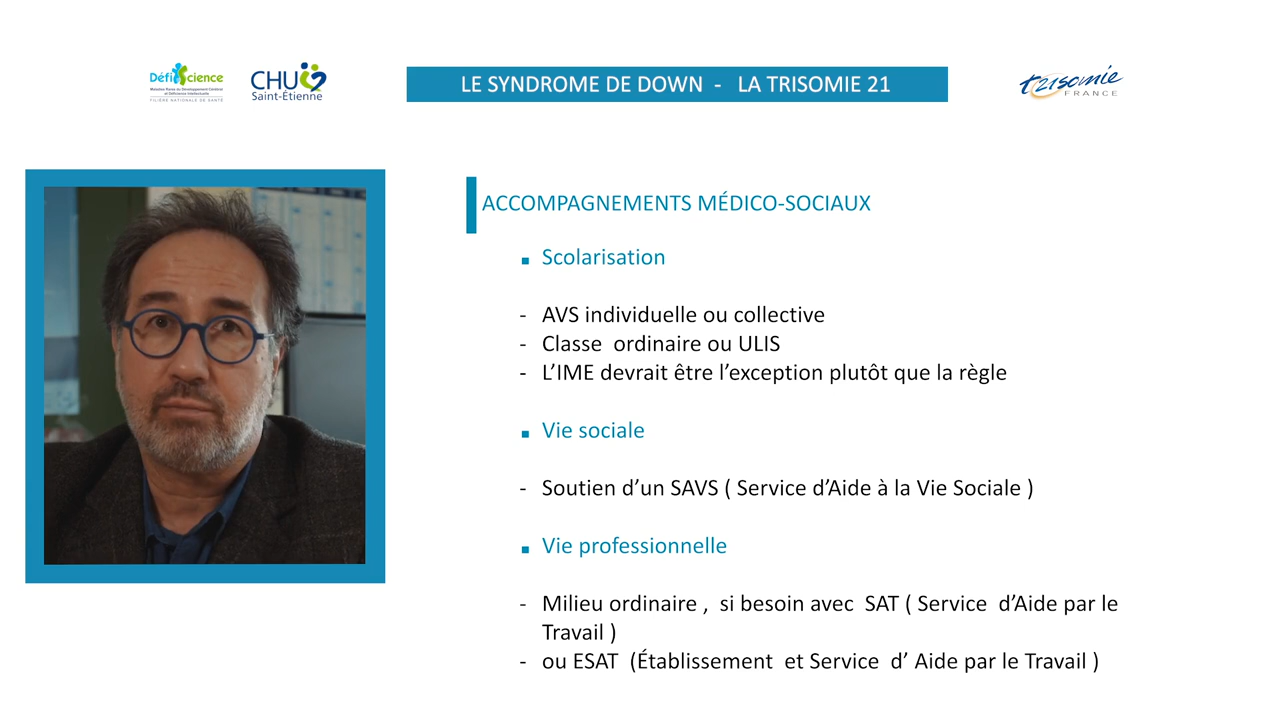 DéfiScience
Maladies Rares du Développement Cérébral
et Déficience Intellectuelle
FILIÈRE NATIONALE DE SANTÉ
CHU
Saint-Étienne
LE SYNDROME DE DOWN - LA TRISOMIE 21
trisomie 21
FRANCE
ACCOMPAGNEMENTS MÉDICO-SOCIAUX
▪ Scolarisation
- AVS individuelle ou collective
- Classe ordinaire ou ULIS
- L’IME devrait être l’exception plutôt que la règle
▪ Vie sociale
- Soutien d’un SAVS ( Service d’Aide à la Vie Sociale )
▪ Vie professionnelle
- Milieu ordinaire , si besoin avec SAT ( Service d’Aide par le
Travail )
- ou ESAT (Établissement et Service d’ Aide par le Travail )